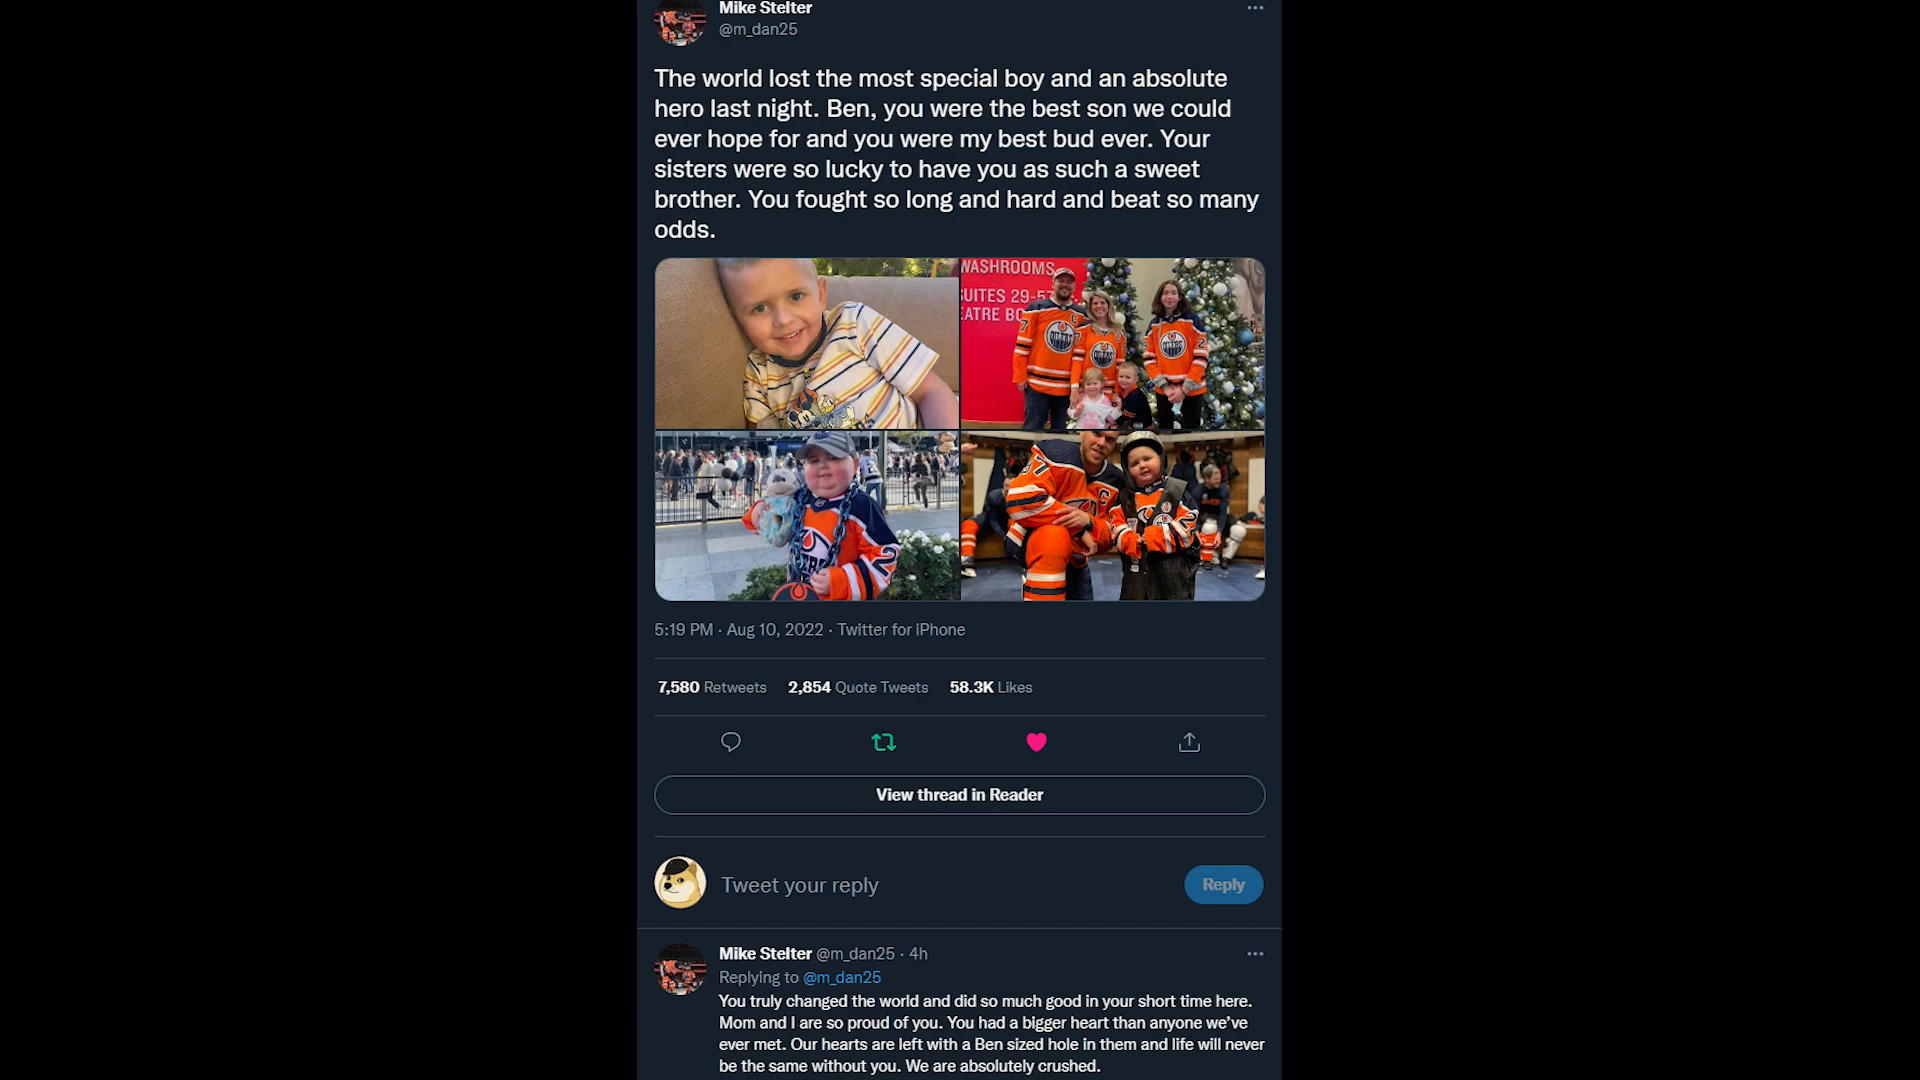 Mike Stelter
@m_dan25
The world lost the most special boy and an absolute
hero last night. Ben, you were the best son we could
ever hope for and you were my best bud ever. Your
sisters were so lucky to have you as such a sweet
brother. You fought so long and hard and beat so many
odds.
WASHROOMS
SUITES 29-57
EATRE BO
OILERS
7
2
97
C
5:19 PM · Aug 10, 2022 · Twitter for iPhone
7,580 Retweets 2,854 Quote Tweets 58.3K Likes
View thread in Reader
Tweet your reply
Reply
Mike Stelter @m_dan25 · 4h
Replying to @m_dan25
You truly changed the world and did so much good in your short time here.
Mom and I are so proud of you. You had a bigger heart than anyone we've
ever met. Our hearts are left with a Ben sized hole in them and life will never
be the same without you. We are absolutely crushed.